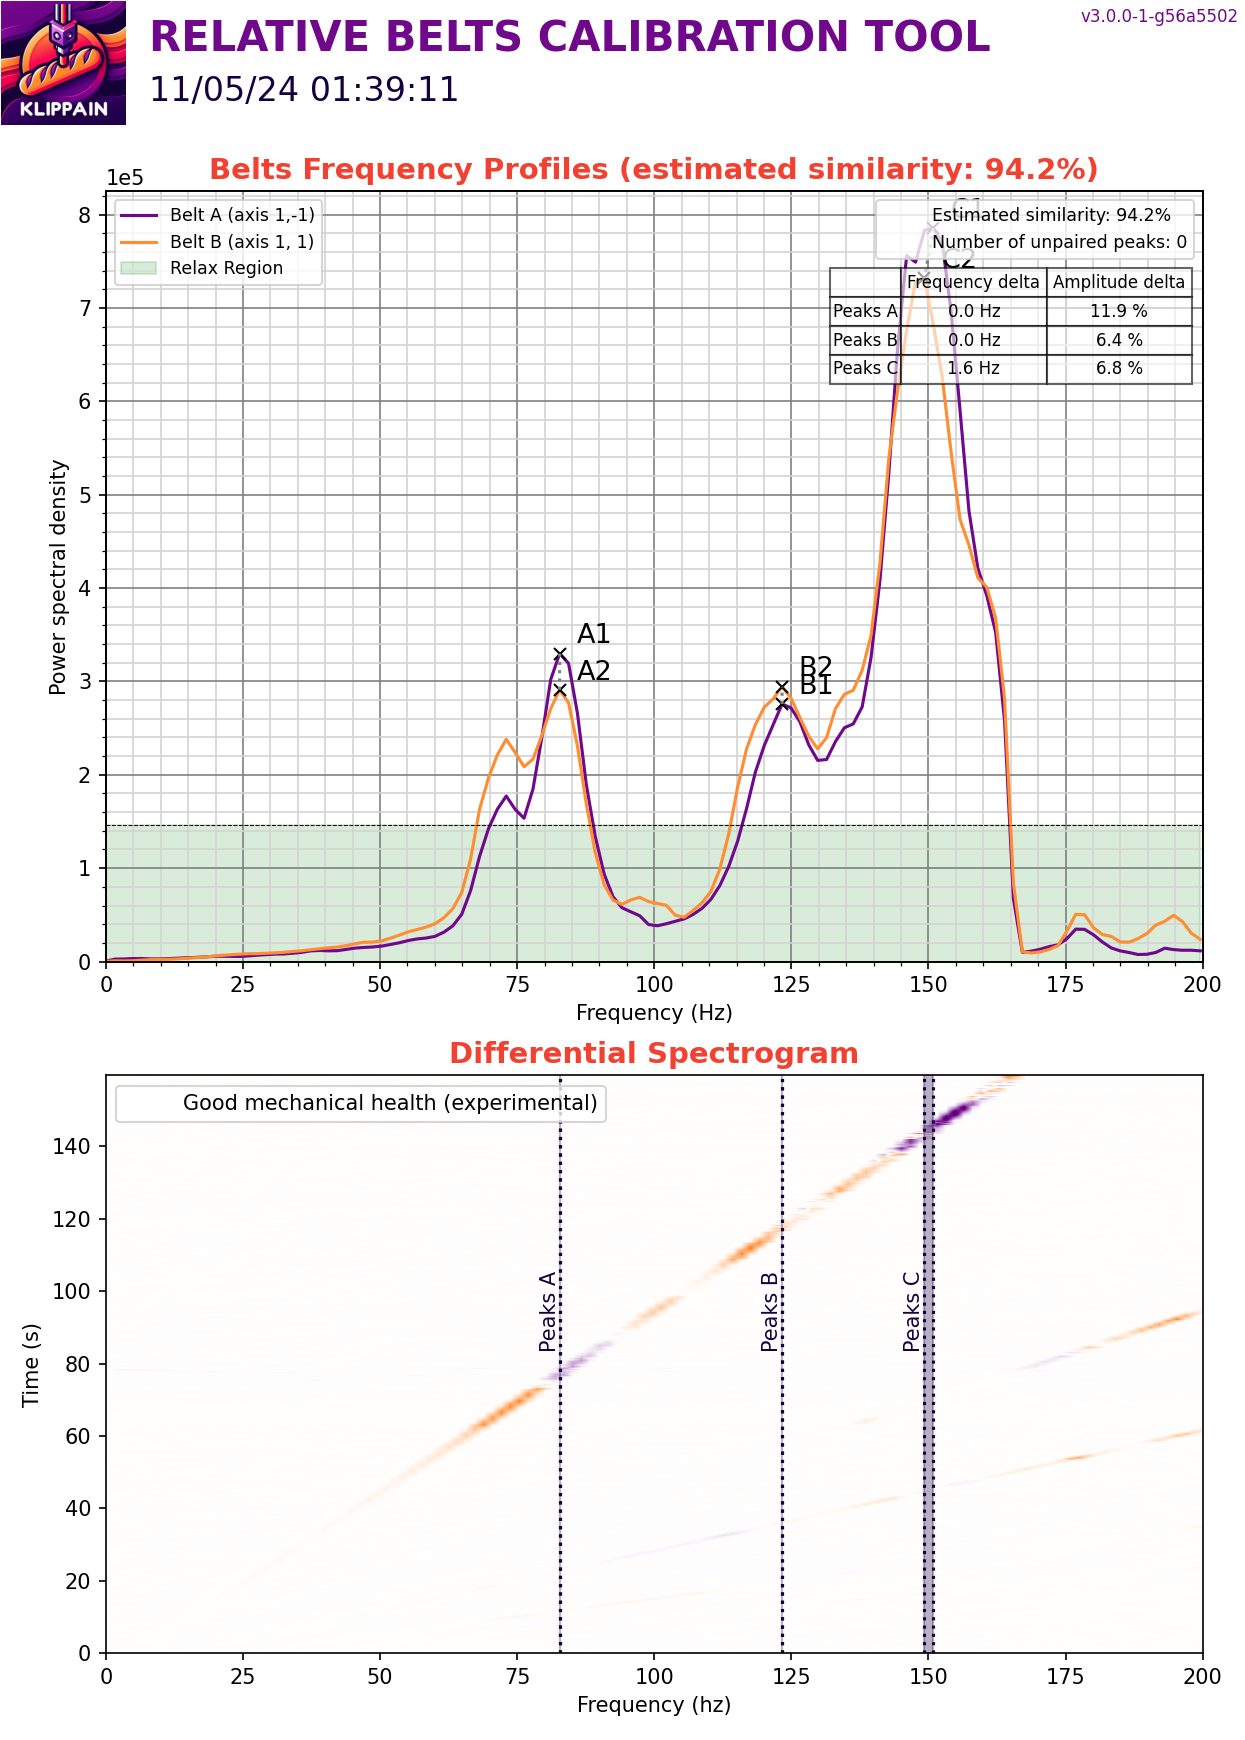 KLIPPAIN
RELATIVE BELTS CALIBRATION TOOL
v3.0.0-1-g56a5502
11/05/24 01:39:11
Belts Frequency Profiles (estimated similarity: 94.2%)
1e5
Belt A (axis 1,-1)
Belt B (axis 1, 1)
Relax Region
Estimated similarity: 94.2%
Number of unpaired peaks: 0
C1
C2
Frequency delta Amplitude delta
Peaks A 0.0 Hz 11.9 %
Peaks B 0.0 Hz 6.4 %
Peaks C 1.6 Hz 6.8 %
8
7
6
5
4
3
2
1
0
Power spectral density
A1
A2
B2
B1
0 25 50 75 100 125 150 175 200
Frequency (Hz)
Differential Spectrogram
Good mechanical health (experimental)
140
120
100
80
60
40
20
0
Time (s)
Peaks A
Peaks B
Peaks C
0 25 50 75 100 125 150 175 200
Frequency (hz)